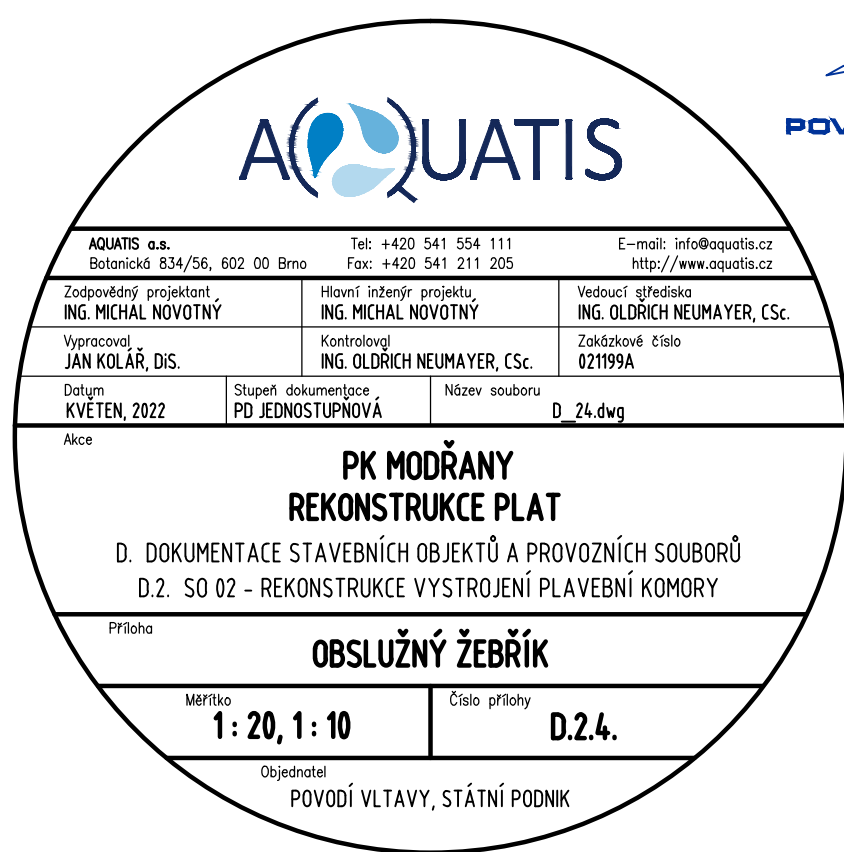 AQUATIS
POV
AQUATIS a.s. Tel: +420 541 554 111 E-mail: info@aquatis.cz
Botanická 834/56, 602 00 Brno Fax: +420 541 211 205 http://www.aquatis.cz
Zodpovědný projektant Hlavní inženýr projektu Vedoucí střediska
ING. MICHAL NOVOTNÝ ING. MICHAL NOVOTNÝ ING. OLDŘICH NEUMAYER, CSc.
Vypracoval Kontroloval Zakázkové číslo
JAN KOLÁŘ, DiS. ING. OLDŘICH NEUMAYER, CSc. 021199A
Datum Stupeň dokumentace Název souboru
KVĚTEN, 2022 PD JEDNOSTUPŇOVÁ D_24.dwg
Akce
PK MODŘANY
REKONSTRUKCE PLAT
D. DOKUMENTACE STAVEBNÍCH OBJEKTŮ A PROVOZNÍCH SOUBORŮ
D.2. SO 02 - REKONSTRUKCE VYSTROJENÍ PLAVEBNÍ KOMORY
Příloha
OBSLUŽNÝ ŽEBŘÍK
Měřítko Číslo přílohy
1 : 20, 1 : 10 D.2.4.
Objednatel
POVODÍ VLTAVY, STÁTNÍ PODNIK